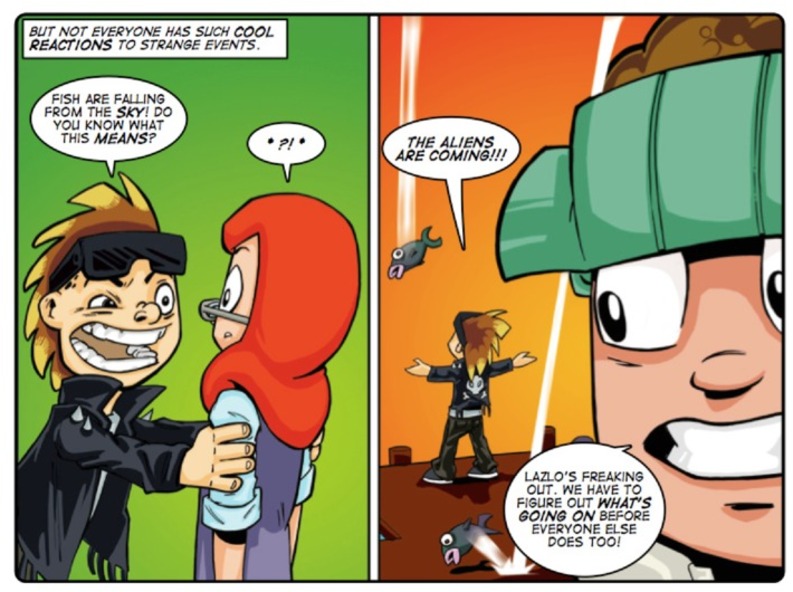 BUT NOT EVERYONE HAS SUCH COOL
REACTIONS TO STRANGE EVENTS.
FISH ARE FALLING
FROM THE SKY! DO
YOU KNOW WHAT
THIS MEANS?
*?!*
THE ALIENS
ARE COMING!!!
LAZLO'S FREAKING
OUT. WE HAVE TO
FIGURE OUT WHAT'S
GOING ON BEFORE
EVERYONE ELSE
DOES TOO!